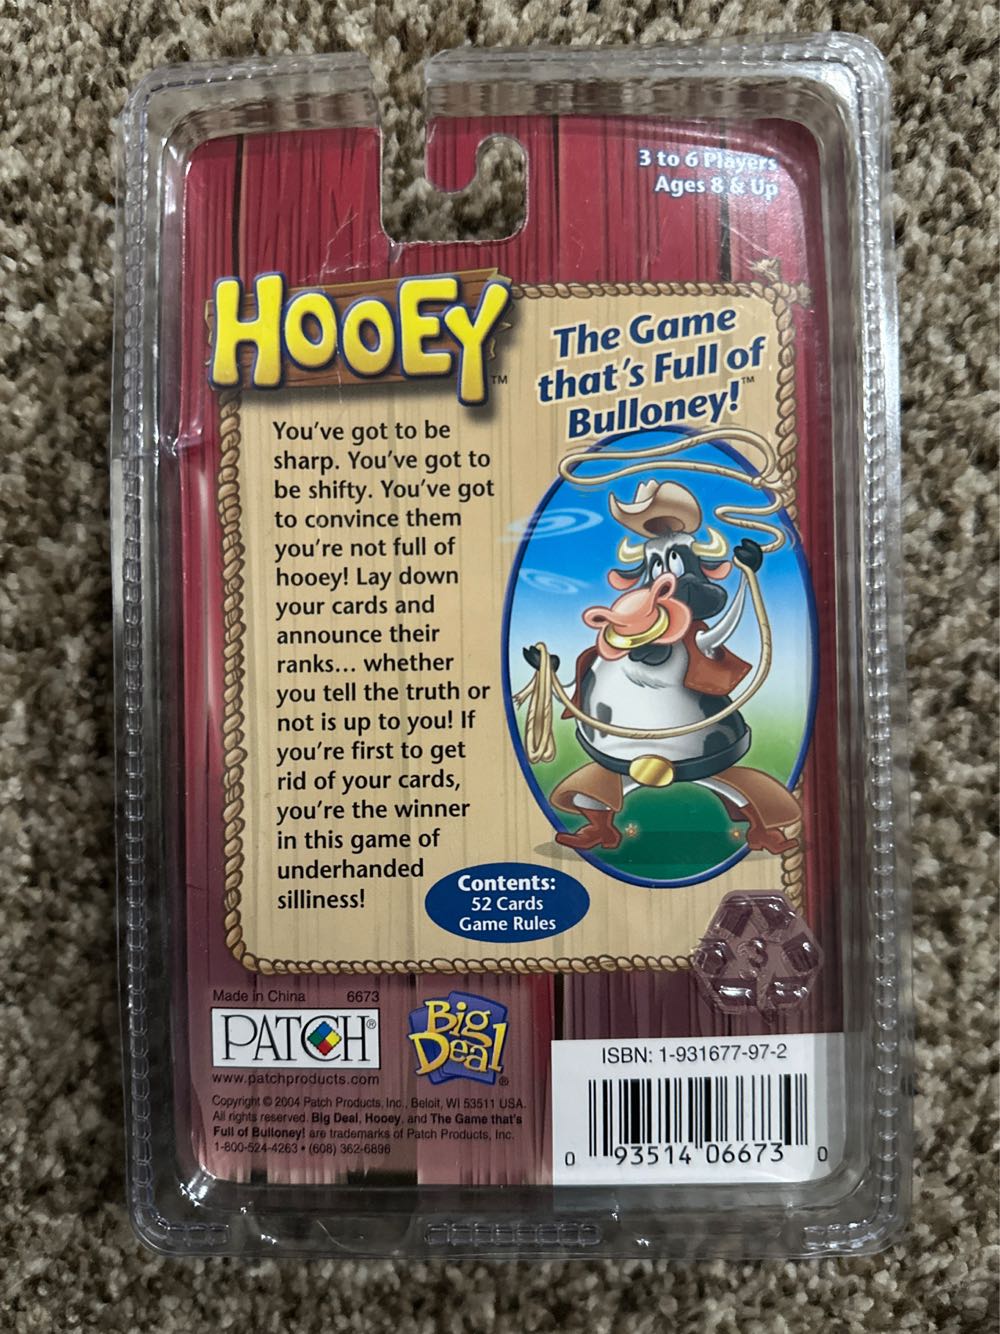 3 to 6 Players
Ages 8 & Up
HOOEY™
The Game
that's Full of
Bulloney!™
You've got to be
sharp. You've got to
be shifty. You've got
to convince them
you're not full of
hooey! Lay down
your cards and
announce their
ranks... whether
you tell the truth or
not is up to you! If
you're first to get
rid of your cards,
you're the winner
in this game of
underhanded
silliness!
Contents:
52 Cards
Game Rules
3
Made in China 6673
PATCH®
www.patchproducts.com
Big
Deal®
Copyright © 2004 Patch Products, Inc., Beloit, WI 53511 USA.
All rights reserved. Big Deal, Hooey, and The Game that's
Full of Bulloney! are trademarks of Patch Products, Inc.
1-800-524-4263 • (608) 362-6896
ISBN: 1-931677-97-2
0 93514 06673 0